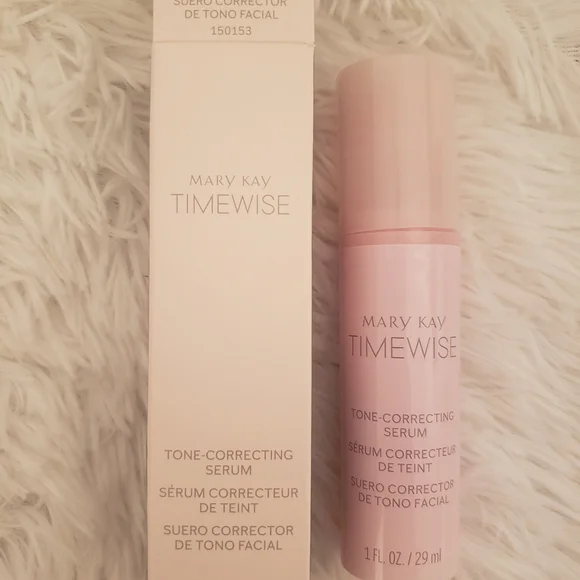 SUERO CORRECTOR
DE TONO FACIAL
150153
MARY KAY
TIMEWISE
TONE-CORRECTING
SERUM
SÉRUM CORRECTEUR
DE TEINT
SUERO CORRECTOR
DE TONO FACIAL
MARY KAY
TIMEWISE
TONE-CORRECTING
SERUM
SÉRUM CORRECTEUR
DE TEINT
SUERO CORRECTOR
DE TONO FACIAL
1 FL. OZ. / 29 ml